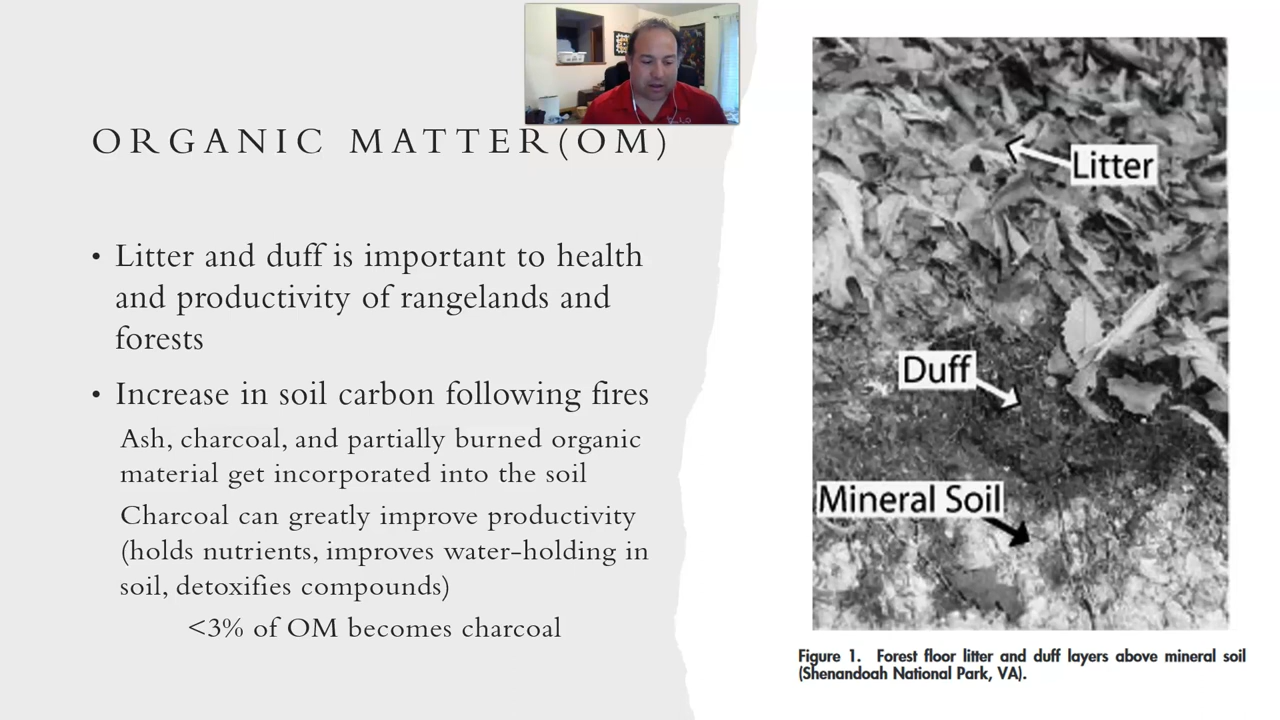 ORGANIC MATTER(OM)
• Litter and duff is important to health
and productivity of rangelands and
forests
• Increase in soil carbon following fires
Ash, charcoal, and partially burned organic
material get incorporated into the soil
Charcoal can greatly improve productivity
(holds nutrients, improves water-holding in
soil, detoxifies compounds)
<3% of OM becomes charcoal
Litter
Duff
Mineral Soil
Figure 1. Forest floor litter and duff layers above mineral soil
(Shenandoah National Park, VA).